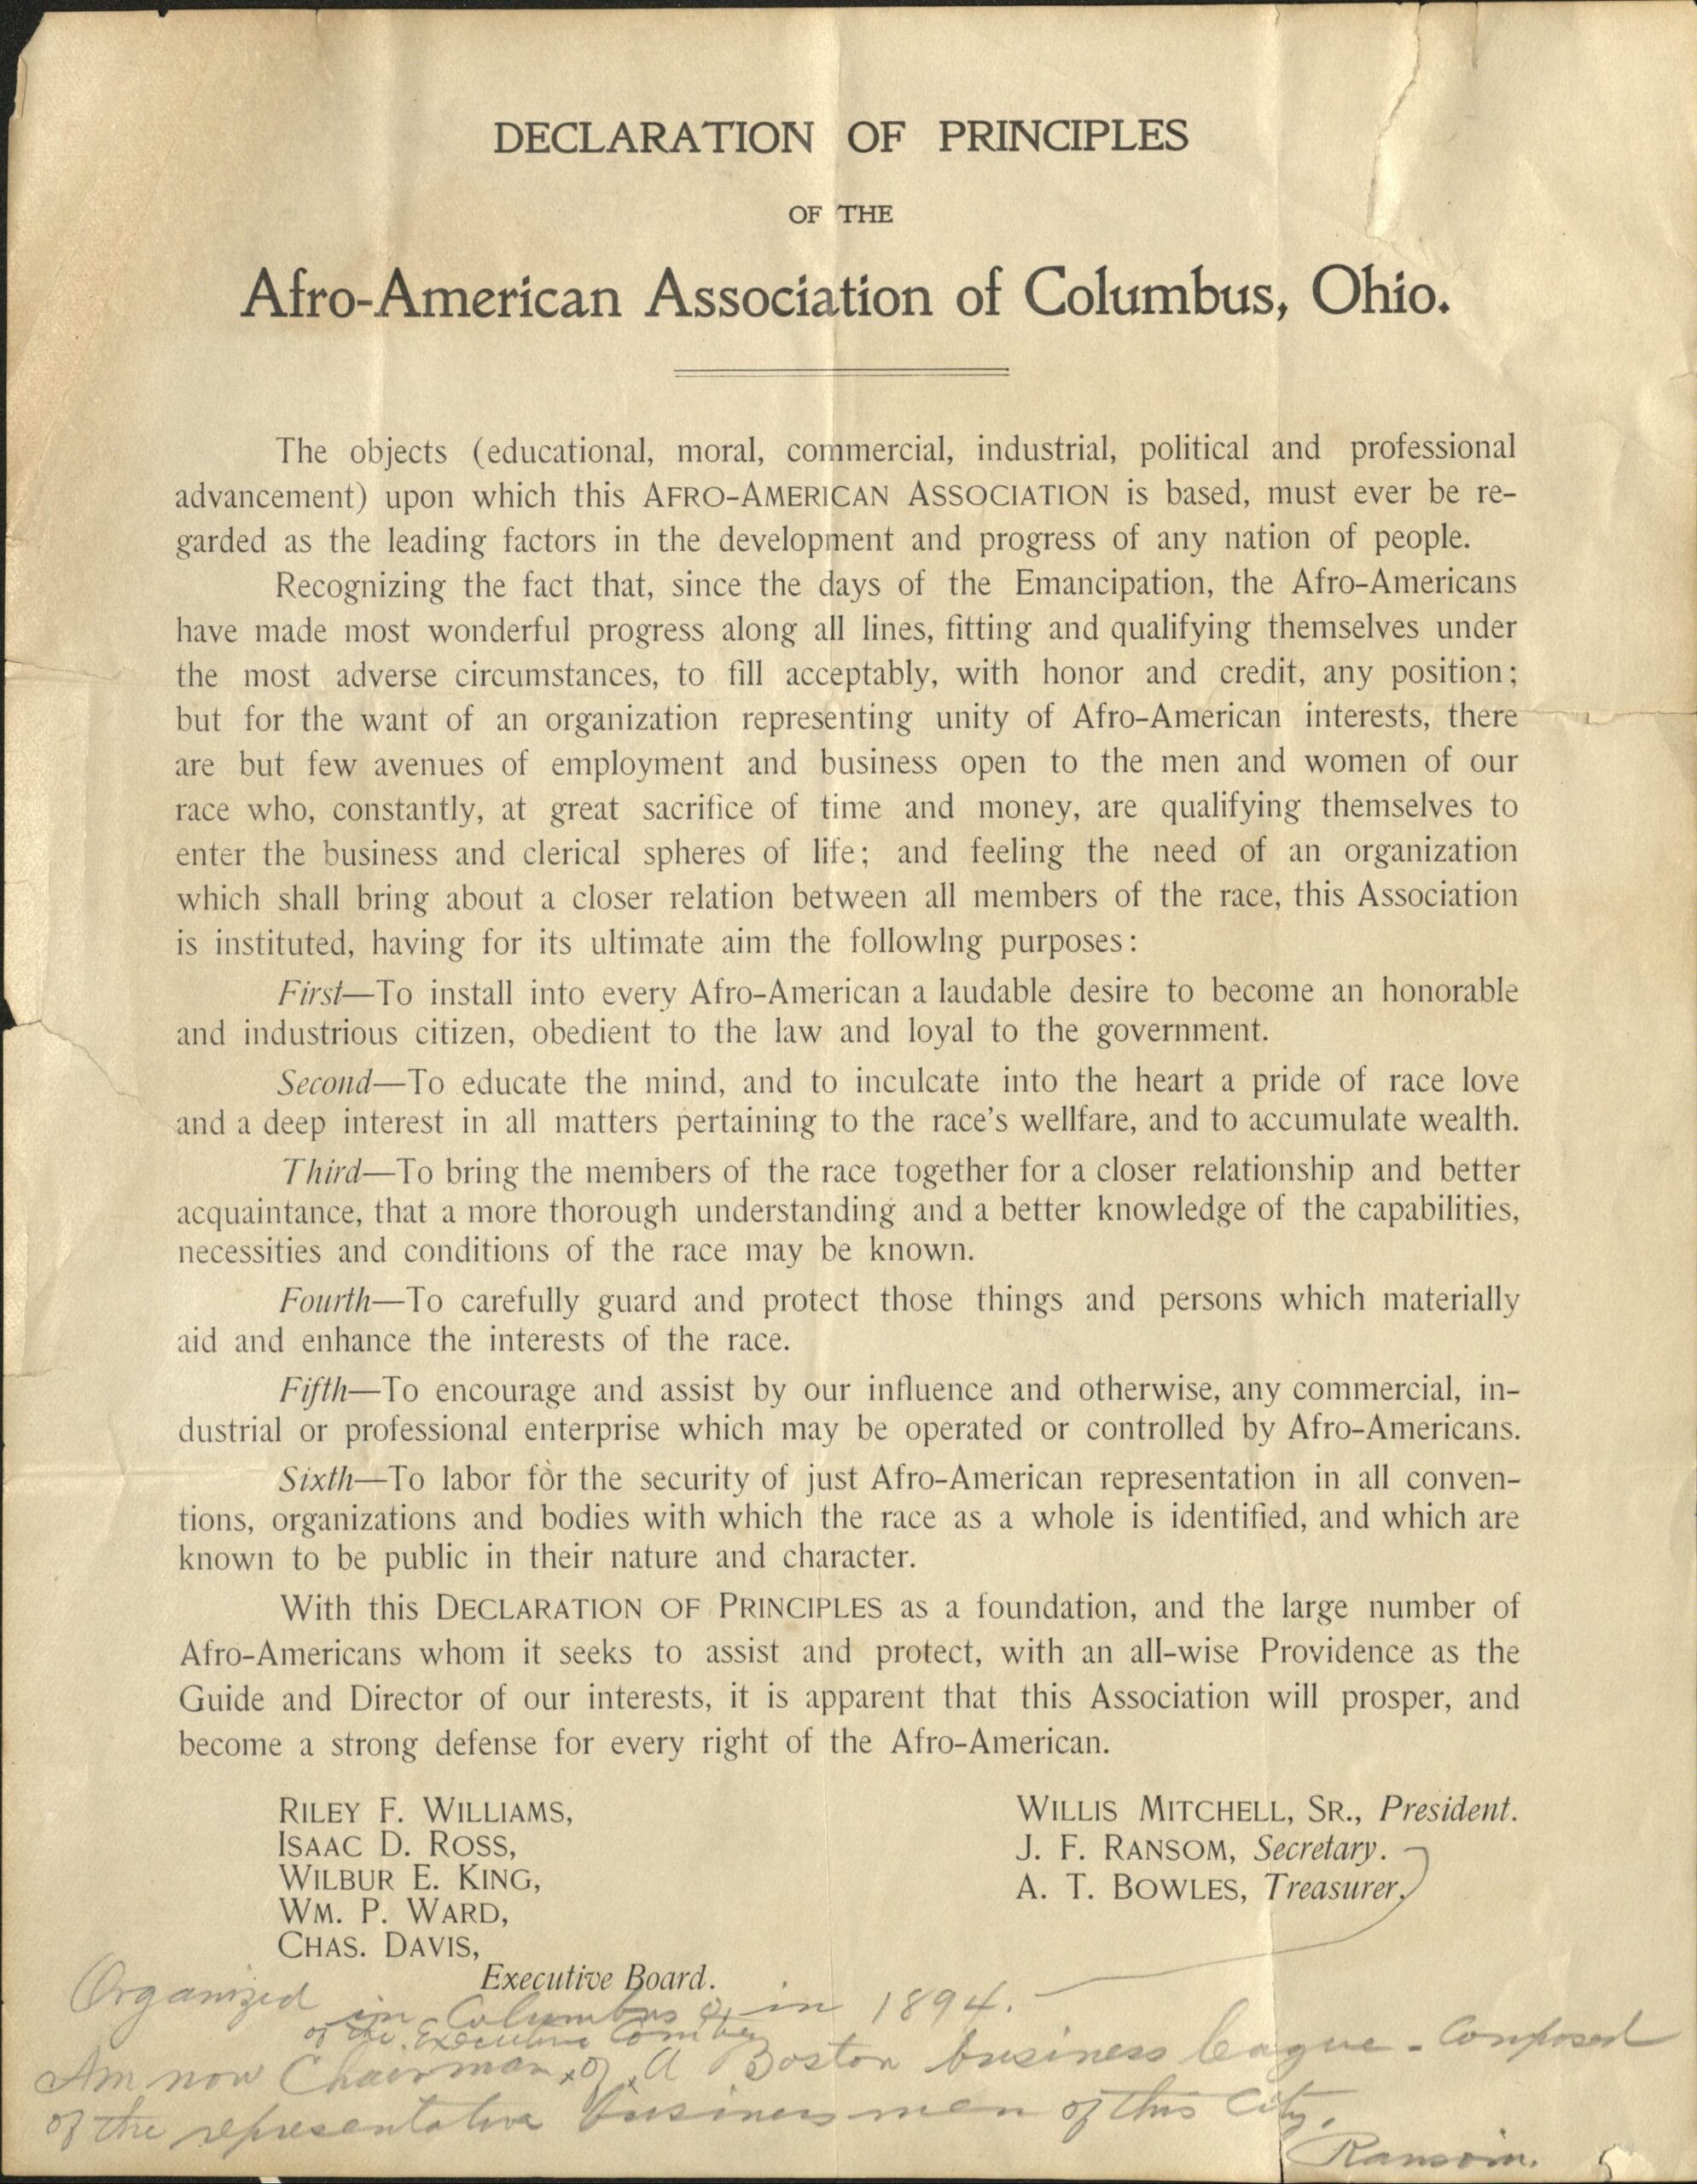 DECLARATION OF PRINCIPLES
OF THE
Afro-American Association of Columbus, Ohio.
The objects (educational, moral, commercial, industrial, political and professional
advancement) upon which this AFRO-AMERICAN ASSOCIATION is based, must ever be re-
garded as the leading factors in the development and progress of any nation of people.
Recognizing the fact that, since the days of the Emancipation, the Afro-Americans
have made most wonderful progress along all lines, fitting and qualifying themselves under
the most adverse circumstances, to fill acceptably, with honor and credit, any position;
but for the want of an organization representing unity of Afro-American interests, there
are but few avenues of employment and business open to the men and women of our
race who, constantly, at great sacrifice of time and money, are qualifying themselves to
enter the business and clerical spheres of life; and feeling the need of an organization
which shall bring about a closer relation between all members of the race, this Association
is instituted, having for its ultimate aim the followlng purposes:
First—To install into every Afro-American a laudable desire to become an honorable
and industrious citizen, obedient to the law and loyal to the government.
Second—To educate the mind, and to inculcate into the heart a pride of race love
and a deep interest in all matters pertaining to the race's wellfare, and to accumulate wealth.
Third—To bring the members of the race together for a closer relationship and better
acquaintance, that a more thorough understanding and a better knowledge of the capabilities,
necessities and conditions of the race may be known.
Fourth—To carefully guard and protect those things and persons which materially
aid and enhance the interests of the race.
Fifth—To encourage and assist by our influence and otherwise, any commercial, in-
dustrial or professional enterprise which may be operated or controlled by Afro-Americans.
Sixth—To labor for the security of just Afro-American representation in all conven-
tions, organizations and bodies with which the race as a whole is identified, and which are
known to be public in their nature and character.
With this DECLARATION OF PRINCIPLES as a foundation, and the large number of
Afro-Americans whom it seeks to assist and protect, with an all-wise Providence as the
Guide and Director of our interests, it is apparent that this Association will prosper, and
become a strong defense for every right of the Afro-American.
RILEY F. WILLIAMS,
ISAAC D. ROSS,
WILBUR E. KING,
WM. P. WARD,
CHAS. DAVIS,
Executive Board.
WILLIS MITCHELL, SR., President.
J. F. RANSOM, Secretary.
A. T. BOWLES, Treasurer,
Organized in Columbus O, in 1894.
of the Executive
Am now Chairman of A Boston business league - Composed
of the representative business men of this City.
Ransom.